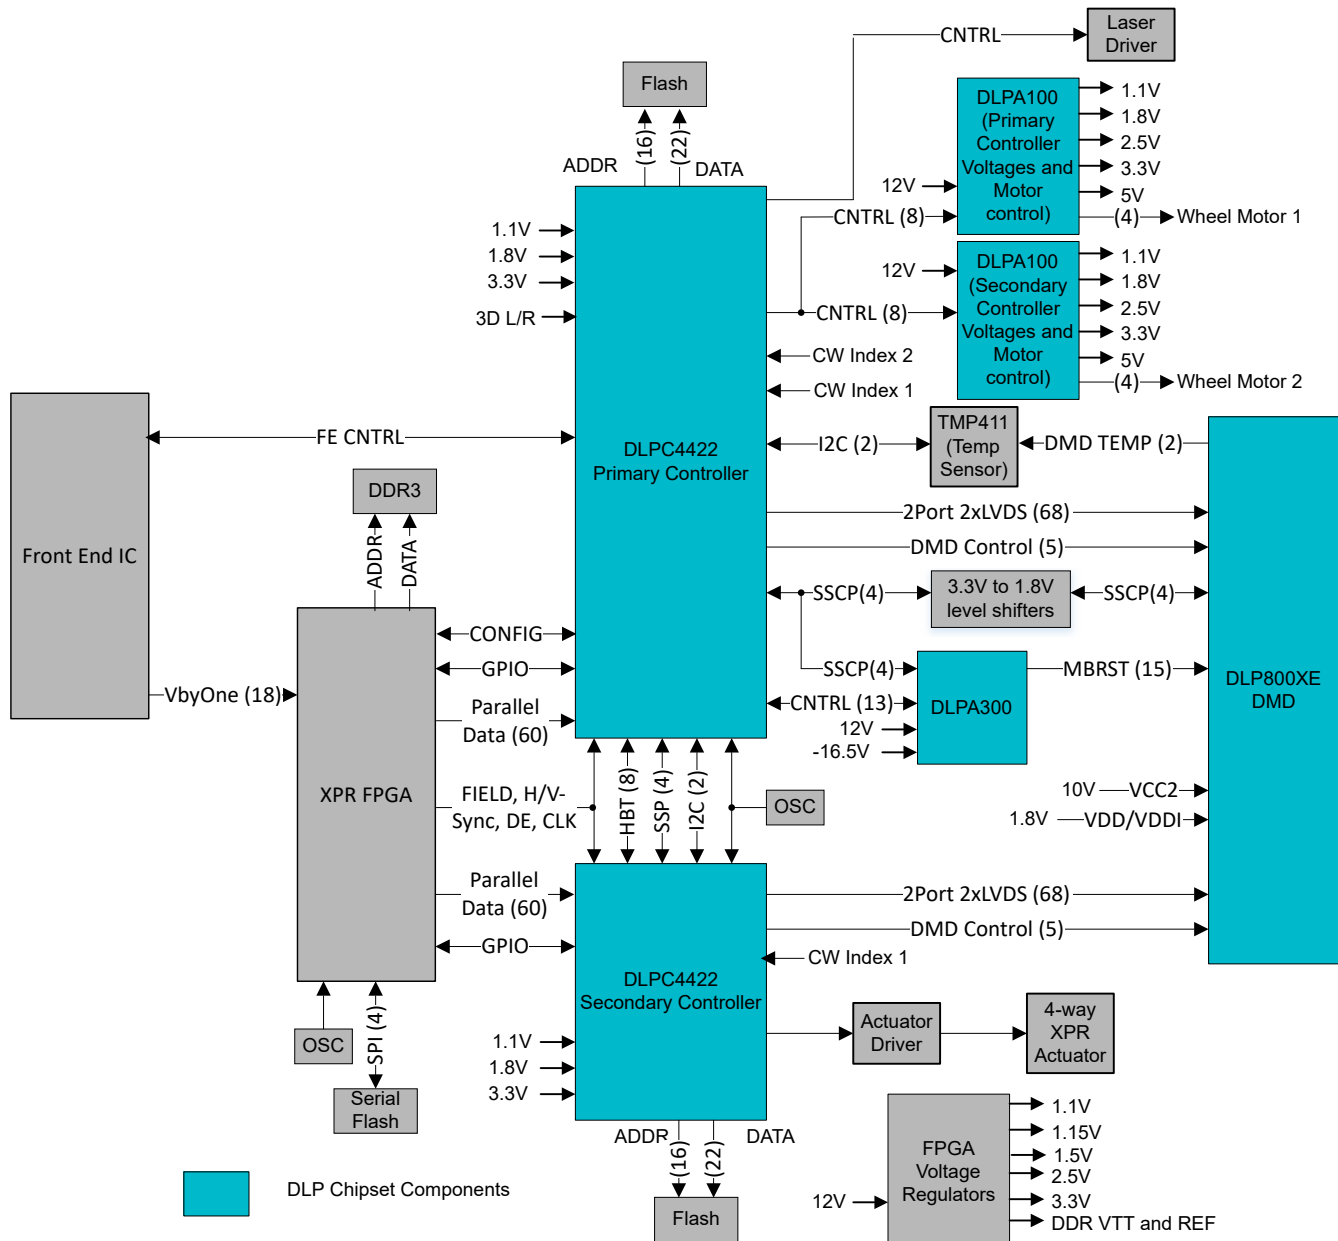 CNTRL
Laser
Driver
Flash
ADDR
(16)
(22)
DATA
DLPA100
(Primary
Controller
Voltages and
Motor
control)
12V
CNTRL (8)
1.1V
1.8V
2.5V
3.3V
5V
(4)
Wheel Motor 1
DLPA100
(Secondary
Controller
Voltages and
Motor
control)
12V
CNTRL (8)
1.1V
1.8V
2.5V
3.3V
5V
(4)
Wheel Motor 2
1.1V
1.8V
3.3V
3D L/R
CW Index 2
CW Index 1
DLPC4422
Primary Controller
FE CNTRL
Front End IC
I2C (2)
TMP411
(Temp
Sensor)
DMD TEMP (2)
DDR3
ADDR
DATA
2Port 2xLVDS (68)
DMD Control (5)
SSCP(4)
3.3V to 1.8V
level shifters
SSCP(4)
CONFIG
GPIO
VbyOne (18)
Parallel
Data (60)
SSCP(4)
CNTRL (13)
12V
-16.5V
DLPA300
MBRST (15)
DLP800XE
DMD
XPR FPGA
FIELD, H/V-
Sync, DE, CLK
HBT (8)
SSP (4)
I2C (2)
OSC
10V
VCC2
1.8V
VDD/VDDI
Parallel
Data (60)
GPIO
2Port 2xLVDS (68)
DMD Control (5)
CW Index 1
DLPC4422
Secondary Controller
OSC
SPI (4)
Serial
Flash
1.1V
1.8V
3.3V
Actuator
Driver
4-way
XPR
Actuator
ADDR
(16)
(22)
DATA
Flash
FPGA
Voltage
Regulators
12V
1.1V
1.15V
1.5V
2.5V
3.3V
DDR VTT and REF
DLP Chipset Components